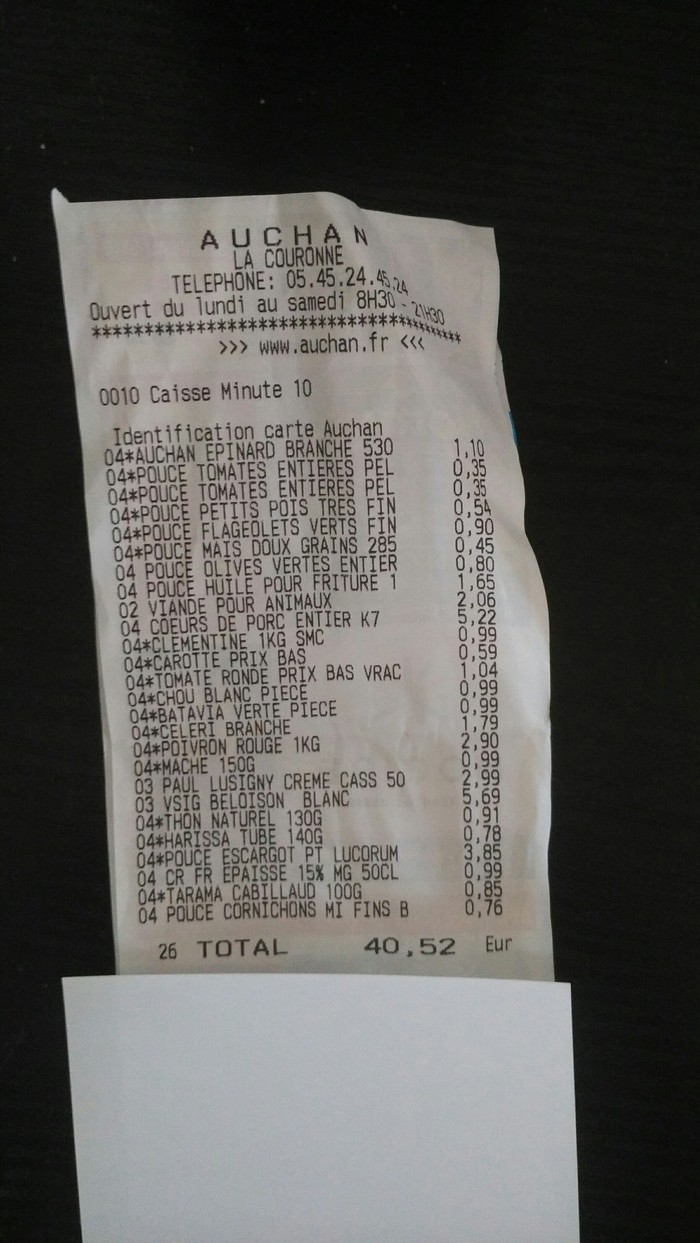 AUCHAN
LA COURONNE
TELEPHONE: 05.45.24.45.24
Ouvert du lundi au samedi 8H30 - 21H30
****************************************
>>> www.auchan.fr <<<
0010 Caisse Minute 10
Identification carte Auchan
04*AUCHAN EPINARD BRANCHE 530 1,10
04*POUCE TOMATES ENTIERES PEL 0,35
04*POUCE TOMATES ENTIERES PEL 0,35
04*POUCE PETITS POIS TRES FIN 0,54
04*POUCE FLAGEOLETS VERTS FIN 0,90
04*POUCE MAIS DOUX GRAINS 285 0,45
04 POUCE OLIVES VERTES ENTIER 0,80
04 POUCE HUILE POUR FRITURE 1 1,65
02 VIANDE POUR ANIMAUX 2,06
04 COEURS DE PORC ENTIER K7 5,22
04*CLEMENTINE 1KG SMC 0,99
04*CAROTTE PRIX BAS 0,59
04*TOMATE RONDE PRIX BAS VRAC 1,04
04*CHOU BLANC PIECE 0,99
04*BATAVIA VERTE PIECE 0,99
04*CELERI BRANCHE 1,79
04*POIVRON ROUGE 1KG 2,90
04*MACHE 150G 0,99
03 PAUL LUSIGNY CREME CASS 50 2,99
03 VSIG BELOISON BLANC 5,69
04*THON NATUREL 130G 0,91
04*HARISSA TUBE 140G 0,78
04*POUCE ESCARGOT PT LUCORUM 3,85
04 CR FR EPAISSE 15% MG 50CL 0,99
04*TARAMA CABILLAUD 100G 0,85
04 POUCE CORNICHONS MI FINS B 0,76
26 TOTAL 40,52 Eur